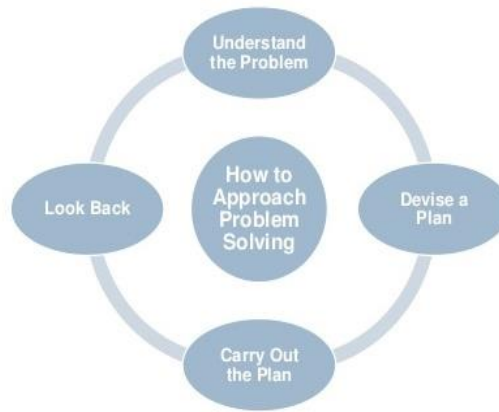 Understand
the Problem
How to
Approach
Problem
Solving
Devise a
Plan
Carry Out
the Plan
Look Back